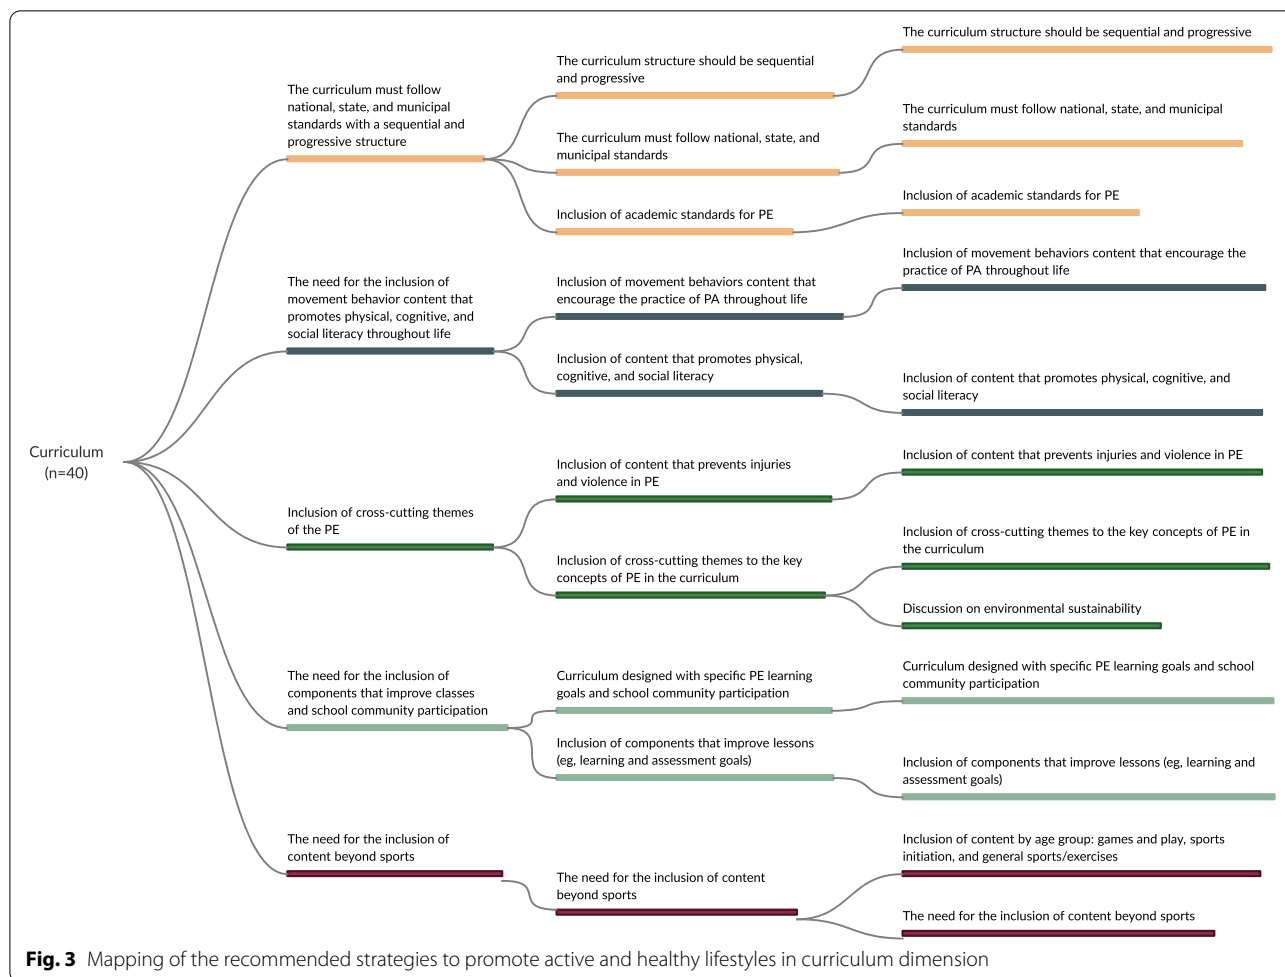 Curriculum
(n=40)
The curriculum must follow
national, state, and municipal
standards with a sequential and
progressive structure
The curriculum structure should be sequential
and progressive
The curriculum structure should be sequential and progressive
The curriculum must follow national, state, and
municipal standards
The curriculum must follow national, state, and municipal
standards
Inclusion of academic standards for PE
Inclusion of academic standards for PE
The need for the inclusion of
movement behavior content that
promotes physical, cognitive, and
social literacy throughout life
Inclusion of movement behaviors content that
encourage the practice of PA throughout life
Inclusion of movement behaviors content that encourage the
practice of PA throughout life
Inclusion of content that promotes physical,
cognitive, and social literacy
Inclusion of content that promotes physical, cognitive, and
social literacy
Inclusion of cross-cutting themes
of the PE
Inclusion of content that prevents injuries
and violence in PE
Inclusion of content that prevents injuries and violence in PE
Inclusion of cross-cutting themes to the key
concepts of PE in the curriculum
Inclusion of cross-cutting themes to the key concepts of PE in
the curriculum
Discussion on environmental sustainability
The need for the inclusion of
components that improve classes
and school community participation
Curriculum designed with specific PE learning
goals and school community participation
Curriculum designed with specific PE learning goals and school
community participation
Inclusion of components that improve lessons
(eg, learning and assessment goals)
Inclusion of components that improve lessons (eg, learning and
assessment goals)
The need for the inclusion of
content beyond sports
The need for the inclusion of content
beyond sports
Inclusion of content by age group: games and play, sports
initiation, and general sports/exercises
The need for the inclusion of content beyond sports
Fig. 3 Mapping of the recommended strategies to promote active and healthy lifestyles in curriculum dimension